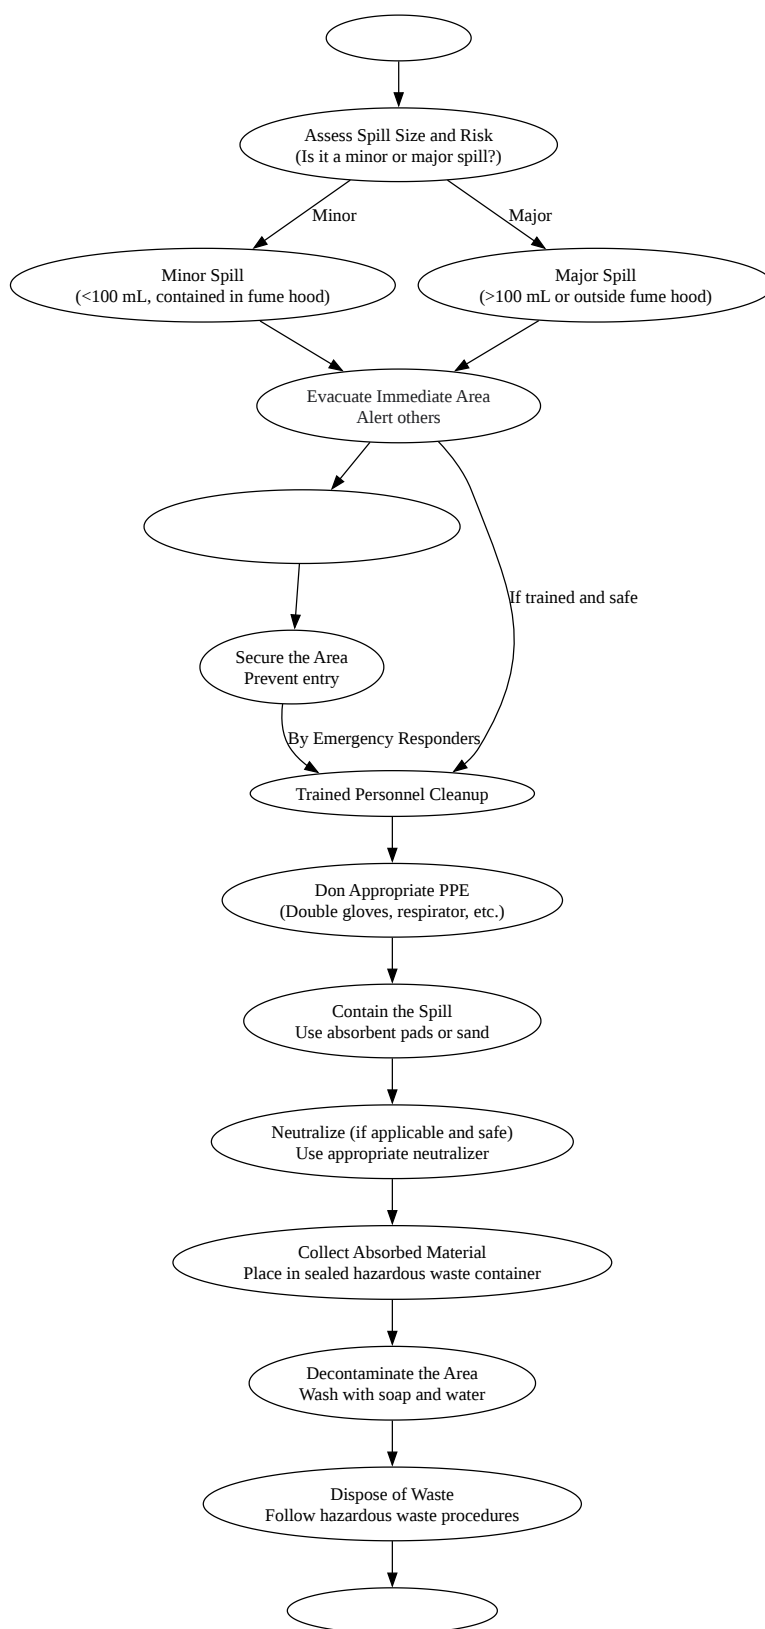 Assess Spill Size and Risk
(Is it a minor or major spill?)
Minor
Major
Minor Spill
(<100 mL, contained in fume hood)
Major Spill
(>100 mL or outside fume hood)
Evacuate Immediate Area
Alert others
If trained and safe
Secure the Area
Prevent entry
By Emergency Responders
Trained Personnel Cleanup
Don Appropriate PPE
(Double gloves, respirator, etc.)
Contain the Spill
Use absorbent pads or sand
Neutralize (if applicable and safe)
Use appropriate neutralizer
Collect Absorbed Material
Place in sealed hazardous waste container
Decontaminate the Area
Wash with soap and water
Dispose of Waste
Follow hazardous waste procedures